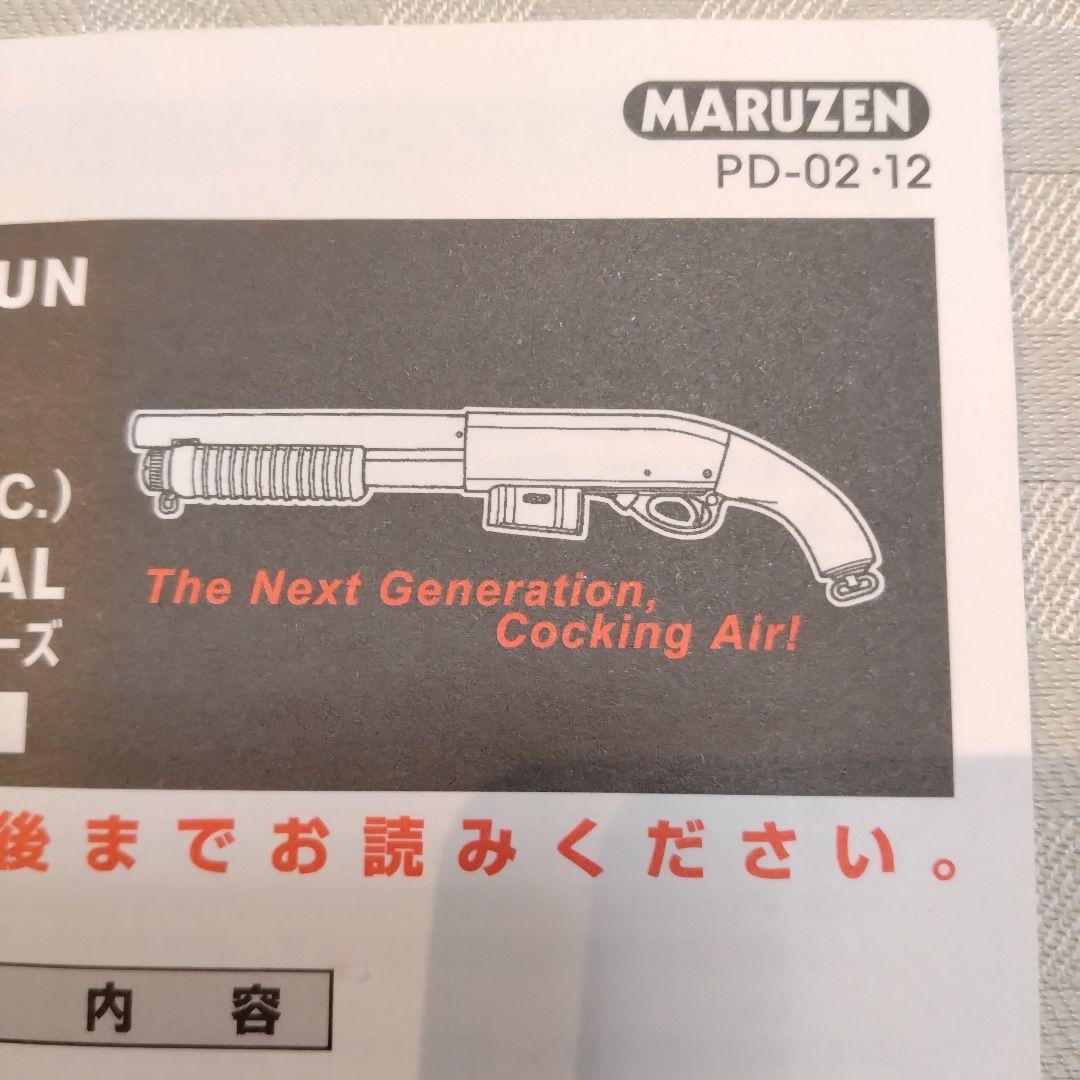 MARUZEN
PD-02･12
UN
C.)
AL
ーズ
The Next Generation,
Cocking Air!
後までお読みください。
内 容